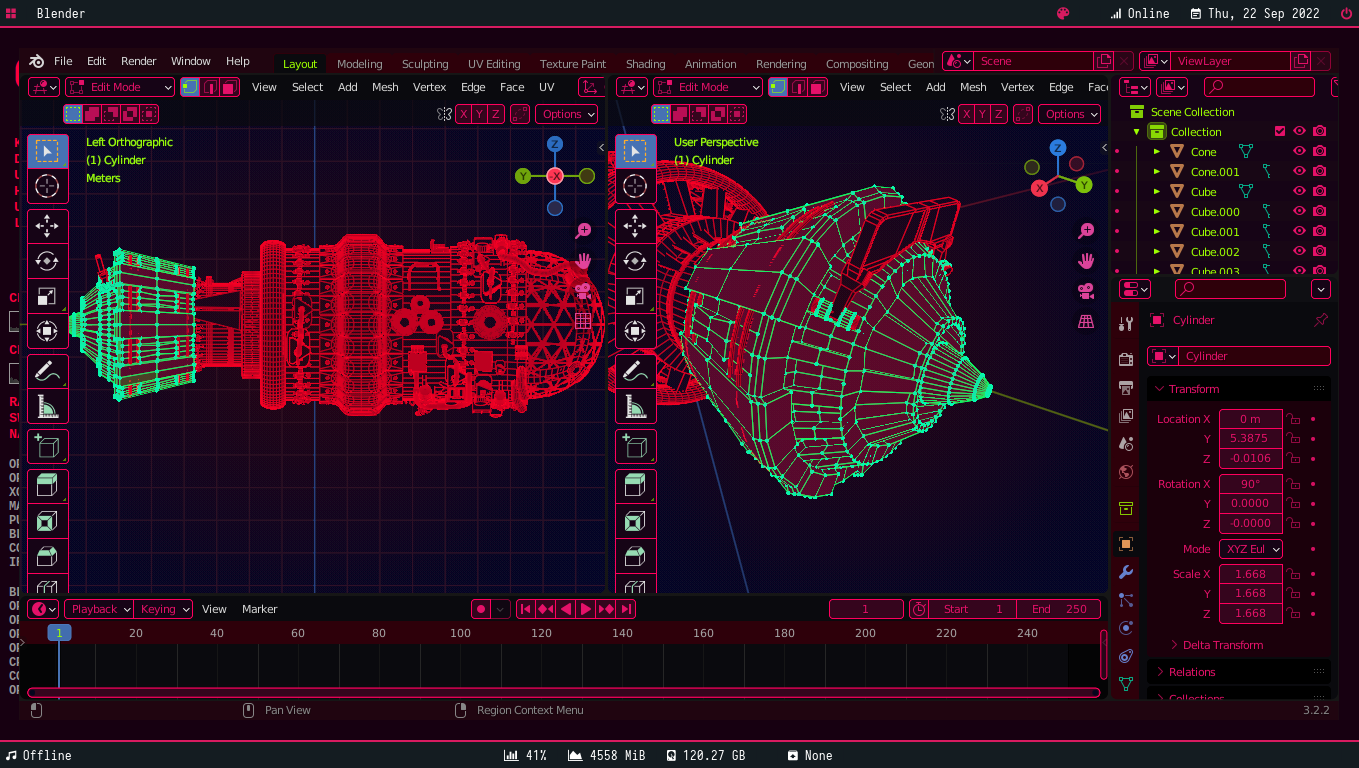 Blender
Online
Thu, 22 Sep 2022
File Edit Render Window Help Layout Modeling Sculpting UV Editing Texture Paint Shading Animation Rendering Compositing Geon
Scene
ViewLayer
Edit Mode View Select Add Mesh Vertex Edge Face UV
Edit Mode View Select Add Mesh Vertex Edge Face
X Y Z Options
X Y Z Options
Left Orthographic
(1) Cylinder
Meters
Z
Y
-X
User Perspective
(1) Cylinder
Z
Y
X
Scene Collection
Collection
Cone
Cone.001
Cube
Cube.000
Cube.001
Cube.002
Cube.003
Cylinder
Cylinder
Transform
Location X 0 m
Y 5.3875
Z -0.0106
Rotation X 90°
Y 0.0000
Z -0.0000
Mode XYZ Eul
Scale X 1.668
Y 1.668
Z 1.668
Delta Transform
Relations
Collections
Playback Keying View Marker
1 Start 1 End 250
1 20 40 60 80 100 120 140 160 180 200 220 240
Pan View
Region Context Menu
3.2.2
Offline
41%
4558 MiB
120.27 GB
None